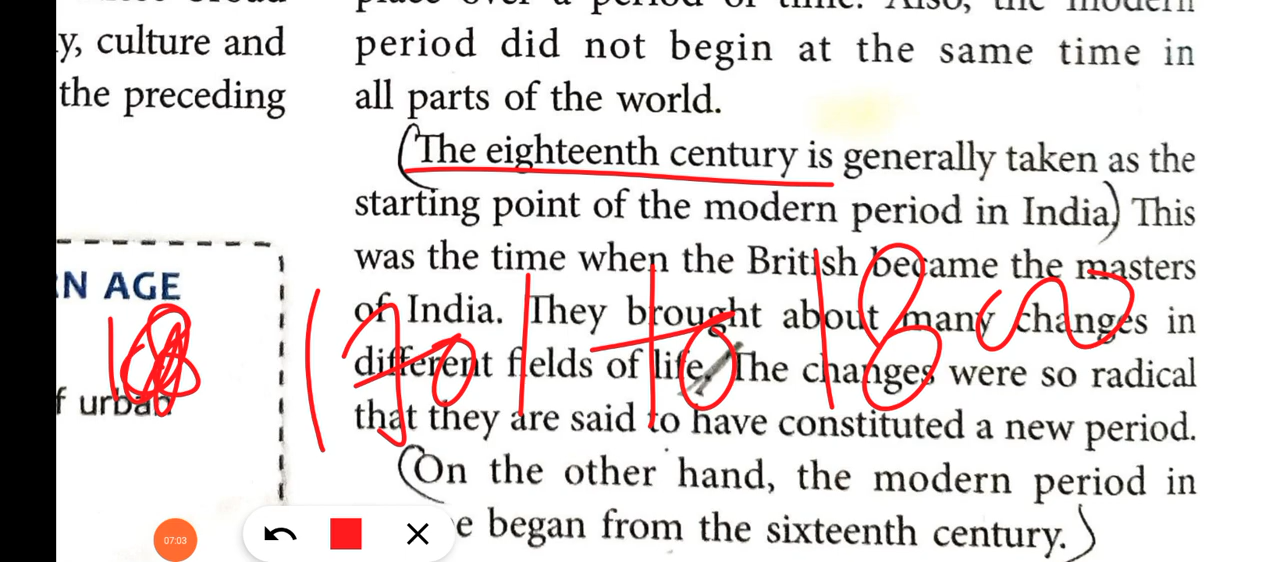 y, culture and
the preceding
period did not begin at the same time in
all parts of the world.
(The eighteenth century is generally taken as the
starting point of the modern period in India) This
was the time when the British became the masters
of India. They brought about many changes in
different fields of life. The changes were so radical
that they are said to have constituted a new period.
(On the other hand, the modern period in
e began from the sixteenth century.)
N AGE
f urban
1701 to 1800
07:03